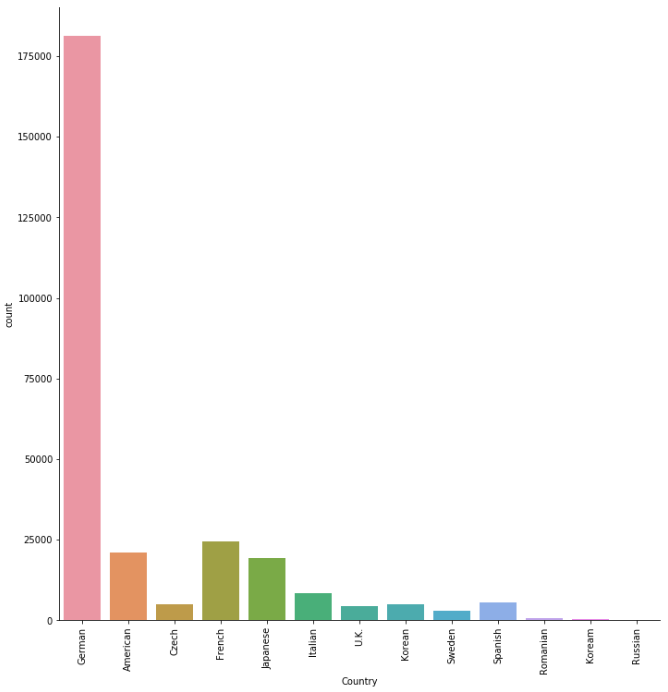 175000
150000
125000
100000
75000
50000
25000
0
count
German
American
Czech
French
Japanese
Italian
U.K.
Korean
Sweden
Spanish
Romanian
Koream
Russian
Country